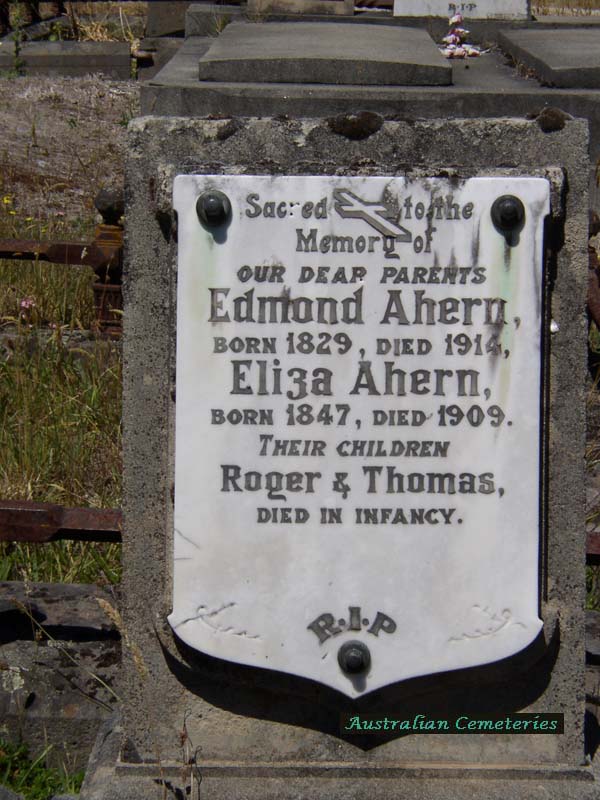 R·I·P
Sacred to the
Memory of
OUR DEAR PARENTS
Edmond Ahern,
BORN 1829, DIED 1914,
Eliza Ahern,
BORN 1847, DIED 1909.
THEIR CHILDREN
Roger & Thomas,
DIED IN INFANCY.
R·I·P
Australian Cemeteries